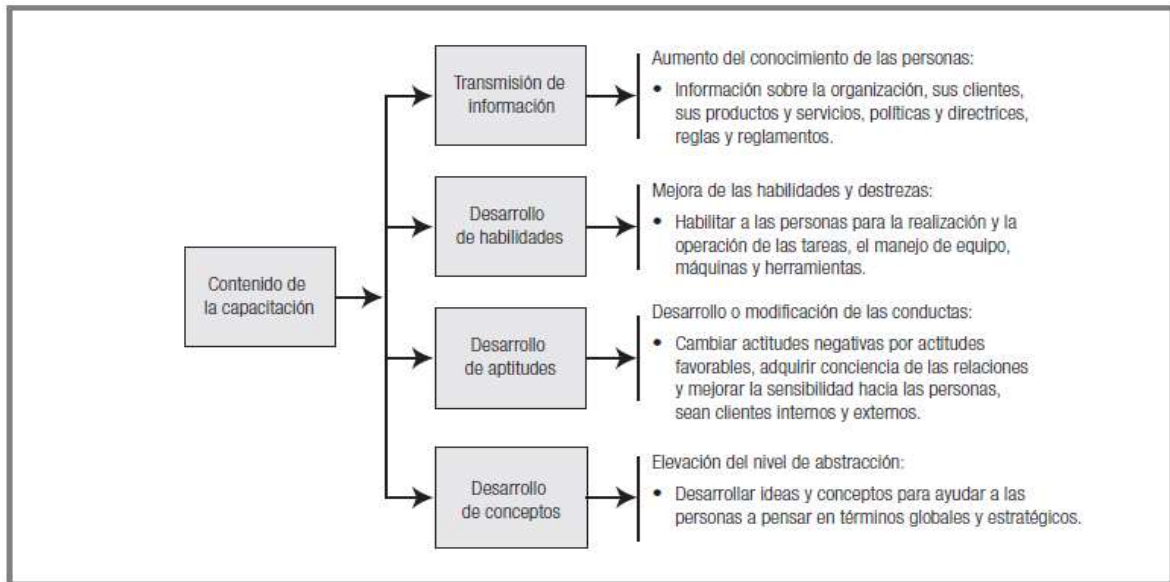 Contenido de
la capacitación
Transmisión de
información
Aumento del conocimiento de las personas:
• Información sobre la organización, sus clientes,
sus productos y servicios, políticas y directrices,
reglas y reglamentos.
Desarrollo
de habilidades
Mejora de las habilidades y destrezas:
• Habilitar a las personas para la realización y la
operación de las tareas, el manejo de equipo,
máquinas y herramientas.
Desarrollo
de aptitudes
Desarrollo o modificación de las conductas:
• Cambiar actitudes negativas por actitudes
favorables, adquirir conciencia de las relaciones
y mejorar la sensibilidad hacia las personas,
sean clientes internos y externos.
Desarrollo
de conceptos
Elevación del nivel de abstracción:
• Desarrollar ideas y conceptos para ayudar a las
personas a pensar en términos globales y estratégicos.